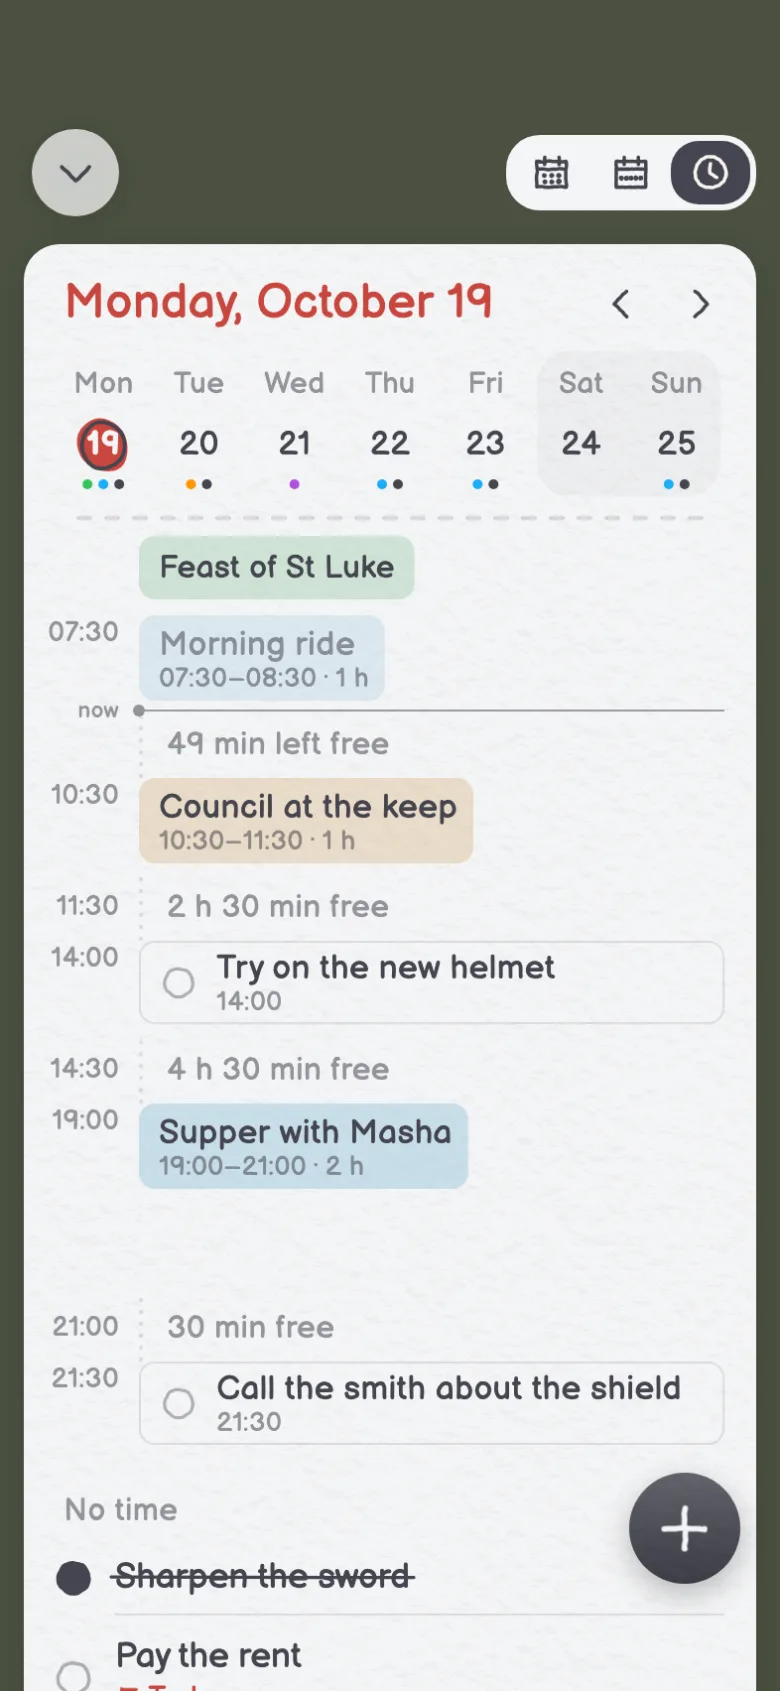 Monday, October 19
Mon Tue Wed Thu Fri Sat Sun
19 20 21 22 23 24 25
Feast of St Luke
07:30 Morning ride
07:30–08:30 · 1 h
now
49 min left free
10:30 Council at the keep
10:30–11:30 · 1 h
11:30 2 h 30 min free
14:00 Try on the new helmet
14:00
14:30 4 h 30 min free
19:00 Supper with Masha
19:00–21:00 · 2 h
21:00 30 min free
21:30 Call the smith about the shield
21:30
No time
Sharpen the sword
Pay the rent